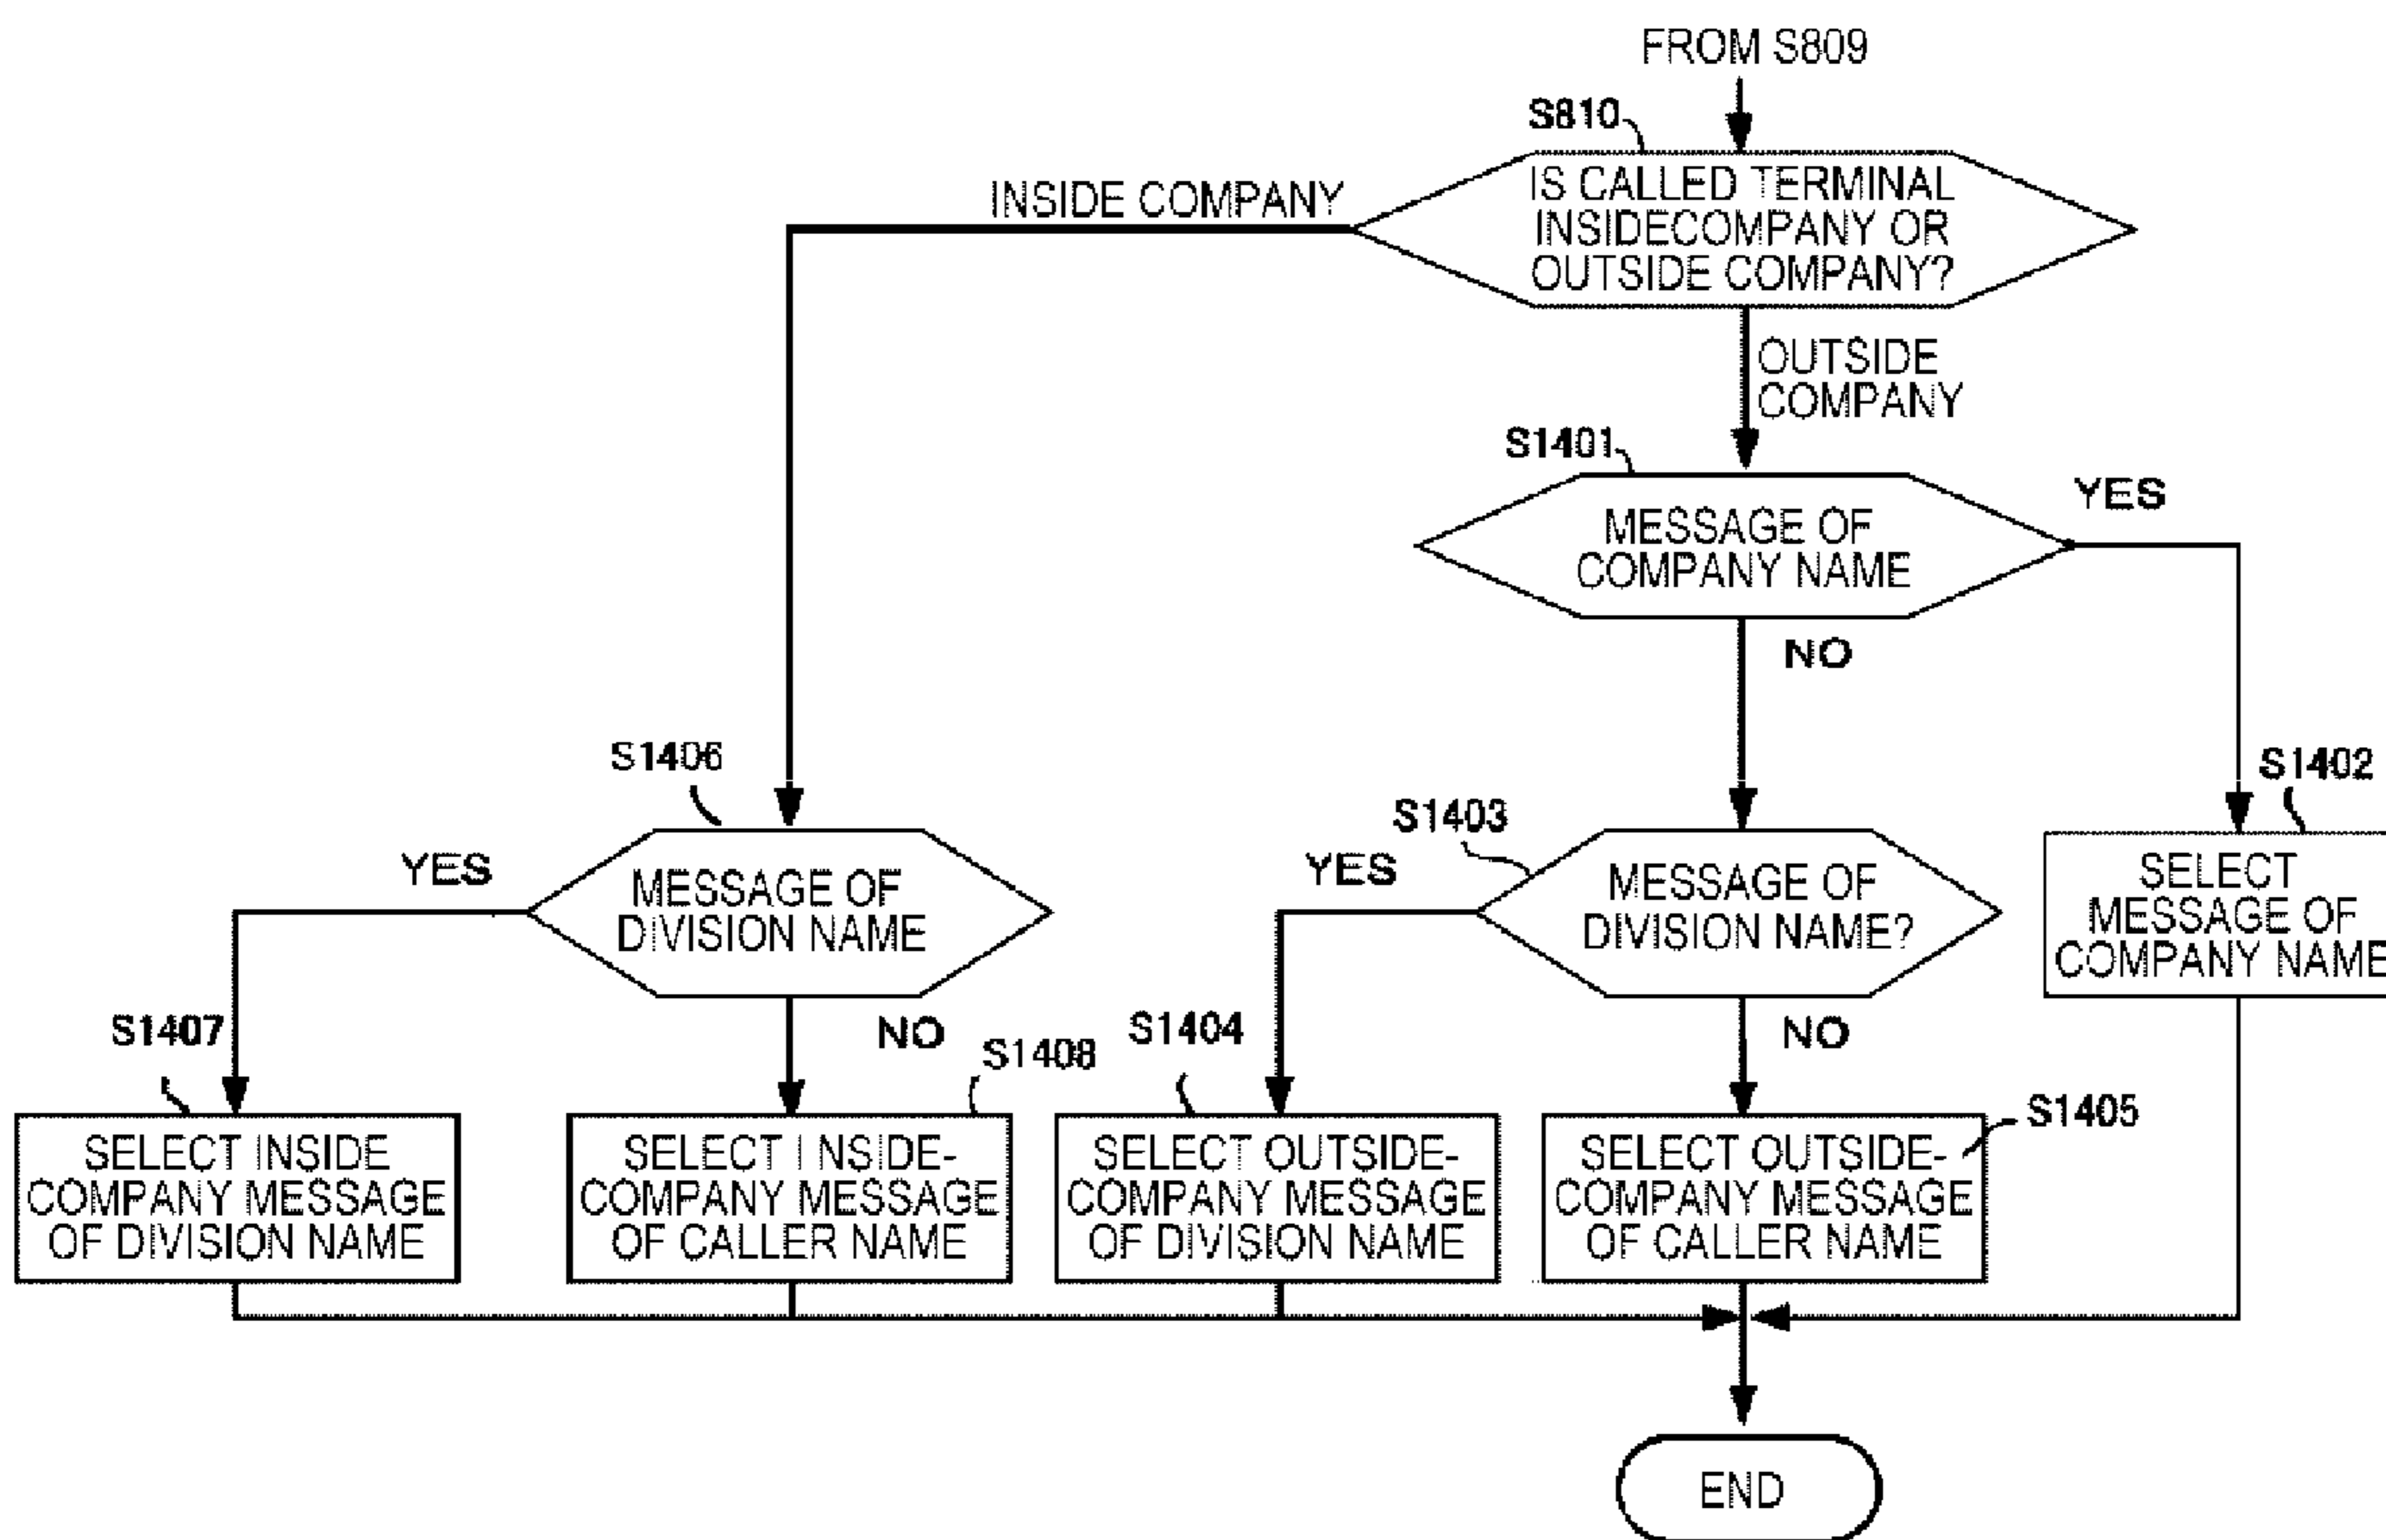 FROM S809
S810
IS CALLED TERMINAL
INSIDECOMPANY OR
OUTSIDE COMPANY?
INSIDE COMPANY
OUTSIDE
COMPANY
S1401
MESSAGE OF
COMPANY NAME
YES
NO
S1406
MESSAGE OF
DIVISION NAME
YES
NO
S1403
MESSAGE OF
DIVISION NAME?
YES
NO
S1402
SELECT
MESSAGE OF
COMPANY NAME
S1407
SELECT INSIDE
COMPANY MESSAGE
OF DIVISION NAME
S1408
SELECT I NSIDE-
COMPANY MESSAGE
OF CALLER NAME
S1404
SELECT OUTSIDE-
COMPANY MESSAGE
OF DIVISION NAME
S1405
SELECT OUTSIDE-
COMPANY MESSAGE
OF CALLER NAME
END